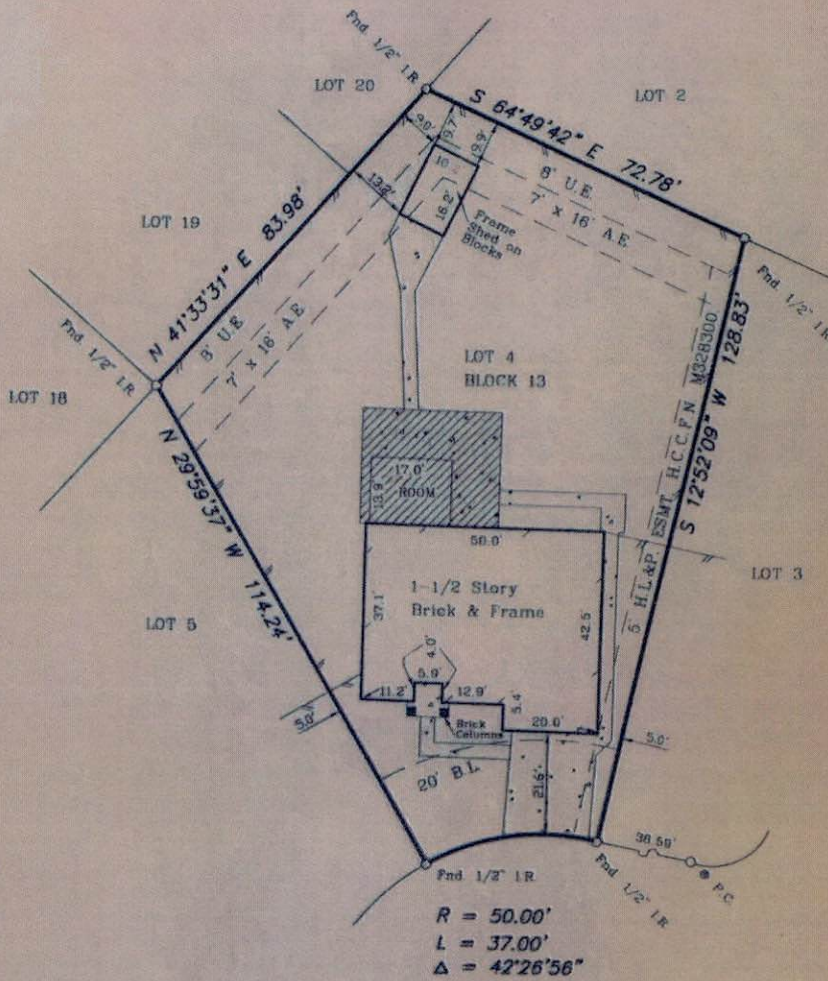 Fnd. 1/2" I.R
LOT 20
LOT 2
S 64°49'42" E 72.78'
9.0'
9.7'
9.9'
8' U.E.
7' x 16' A.E.
13.2'
16.2'
Frame
Shed on
Blocks
LOT 19
N 41°33'31" E 83.98'
8' U.E
7' x 16' A.E.
Fnd. 1/2" I.R
Fnd. 1/2" I.R
LOT 18
LOT 4
BLOCK 13
S 12°52'09" W 128.83'
5' H.L.&P. ESMT. H.C.C.F.N M328300
N 29°59'37" W 114.24'
17.0'
13.9'
ROOM
50.0'
LOT 3
1-1/2 Story
Brick & Frame
37.1'
42.5'
LOT 5
4.0'
5.9'
11.2'
12.9'
5.4'
20.0'
Brick
Columns
5.0'
5.0'
20' B.L
21.6'
38.59'
P.C.
Fnd 1/2" I.R
Fnd 1/2" I.R
R = 50.00'
L = 37.00'
Δ = 42°26'56"